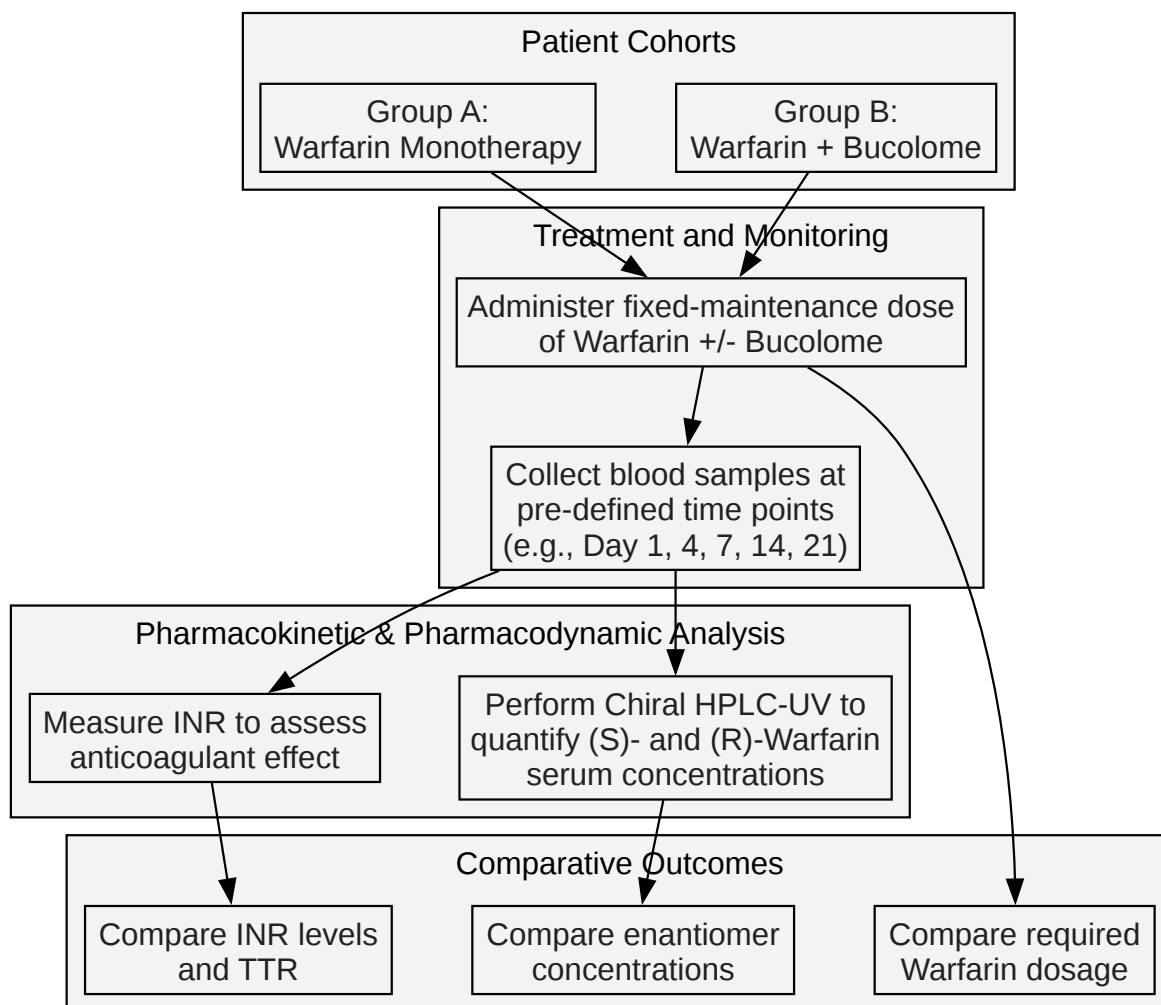 Patient Cohorts
Group A:
Warfarin Monotherapy
Group B:
Warfarin + Bucolome
Treatment and Monitoring
Administer fixed-maintenance dose
of Warfarin +/- Bucolome
Collect blood samples at
pre-defined time points
(e.g., Day 1, 4, 7, 14, 21)
Pharmacokinetic & Pharmacodynamic Analysis
Measure INR to assess
anticoagulant effect
Perform Chiral HPLC-UV to
quantify (S)- and (R)-Warfarin
serum concentrations
Comparative Outcomes
Compare INR levels
and TTR
Compare enantiomer
concentrations
Compare required
Warfarin dosage